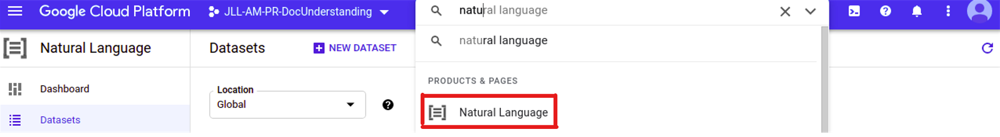 Google Cloud Platform
JLL-AM-PR-DocUnderstanding
natural language
natural language
PRODUCTS & PAGES
Natural Language
Natural Language
Datasets
NEW DATASET
Dashboard
Datasets
Location
Global